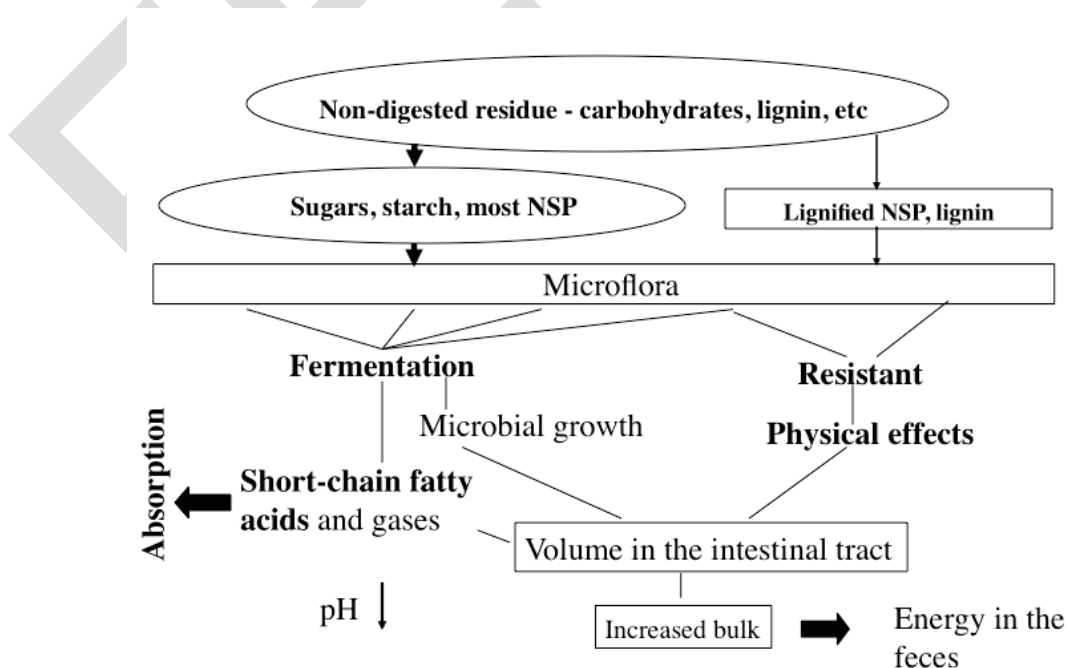 Non-digested residue - carbohydrates, lignin, etc
Sugars, starch, most NSP
Lignified NSP, lignin
Microflora
Fermentation
Resistant
Microbial growth
Physical effects
Absorption
Short-chain fatty
acids and gases
Volume in the intestinal tract
pH
Increased bulk
Energy in the
feces